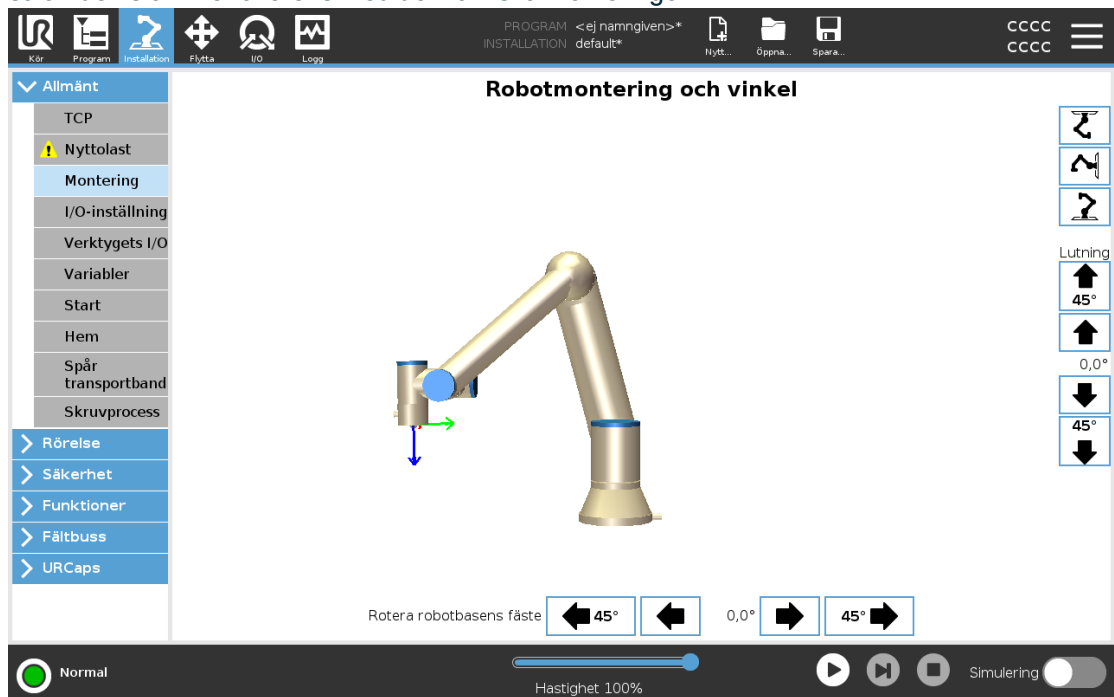 PROGRAM <ej namngiven>*
INSTALLATION default*
Kör
Program
Installation
Flytta
I/O
Logg
Nytt...
Öppna...
Spara...
CCCC
CCCC
Allmänt
TCP
Nyttolast
Montering
I/O-inställning
Verktygets I/O
Variabler
Start
Hem
Spår
transportband
Skruvprocess
Rörelse
Säkerhet
Funktioner
Fältbuss
URCaps
Robotmontering och vinkel
Lutning
45°
0,0°
45°
Rotera robotbasens fäste
45°
0,0°
45°
Normal
Hastighet 100%
Simulering